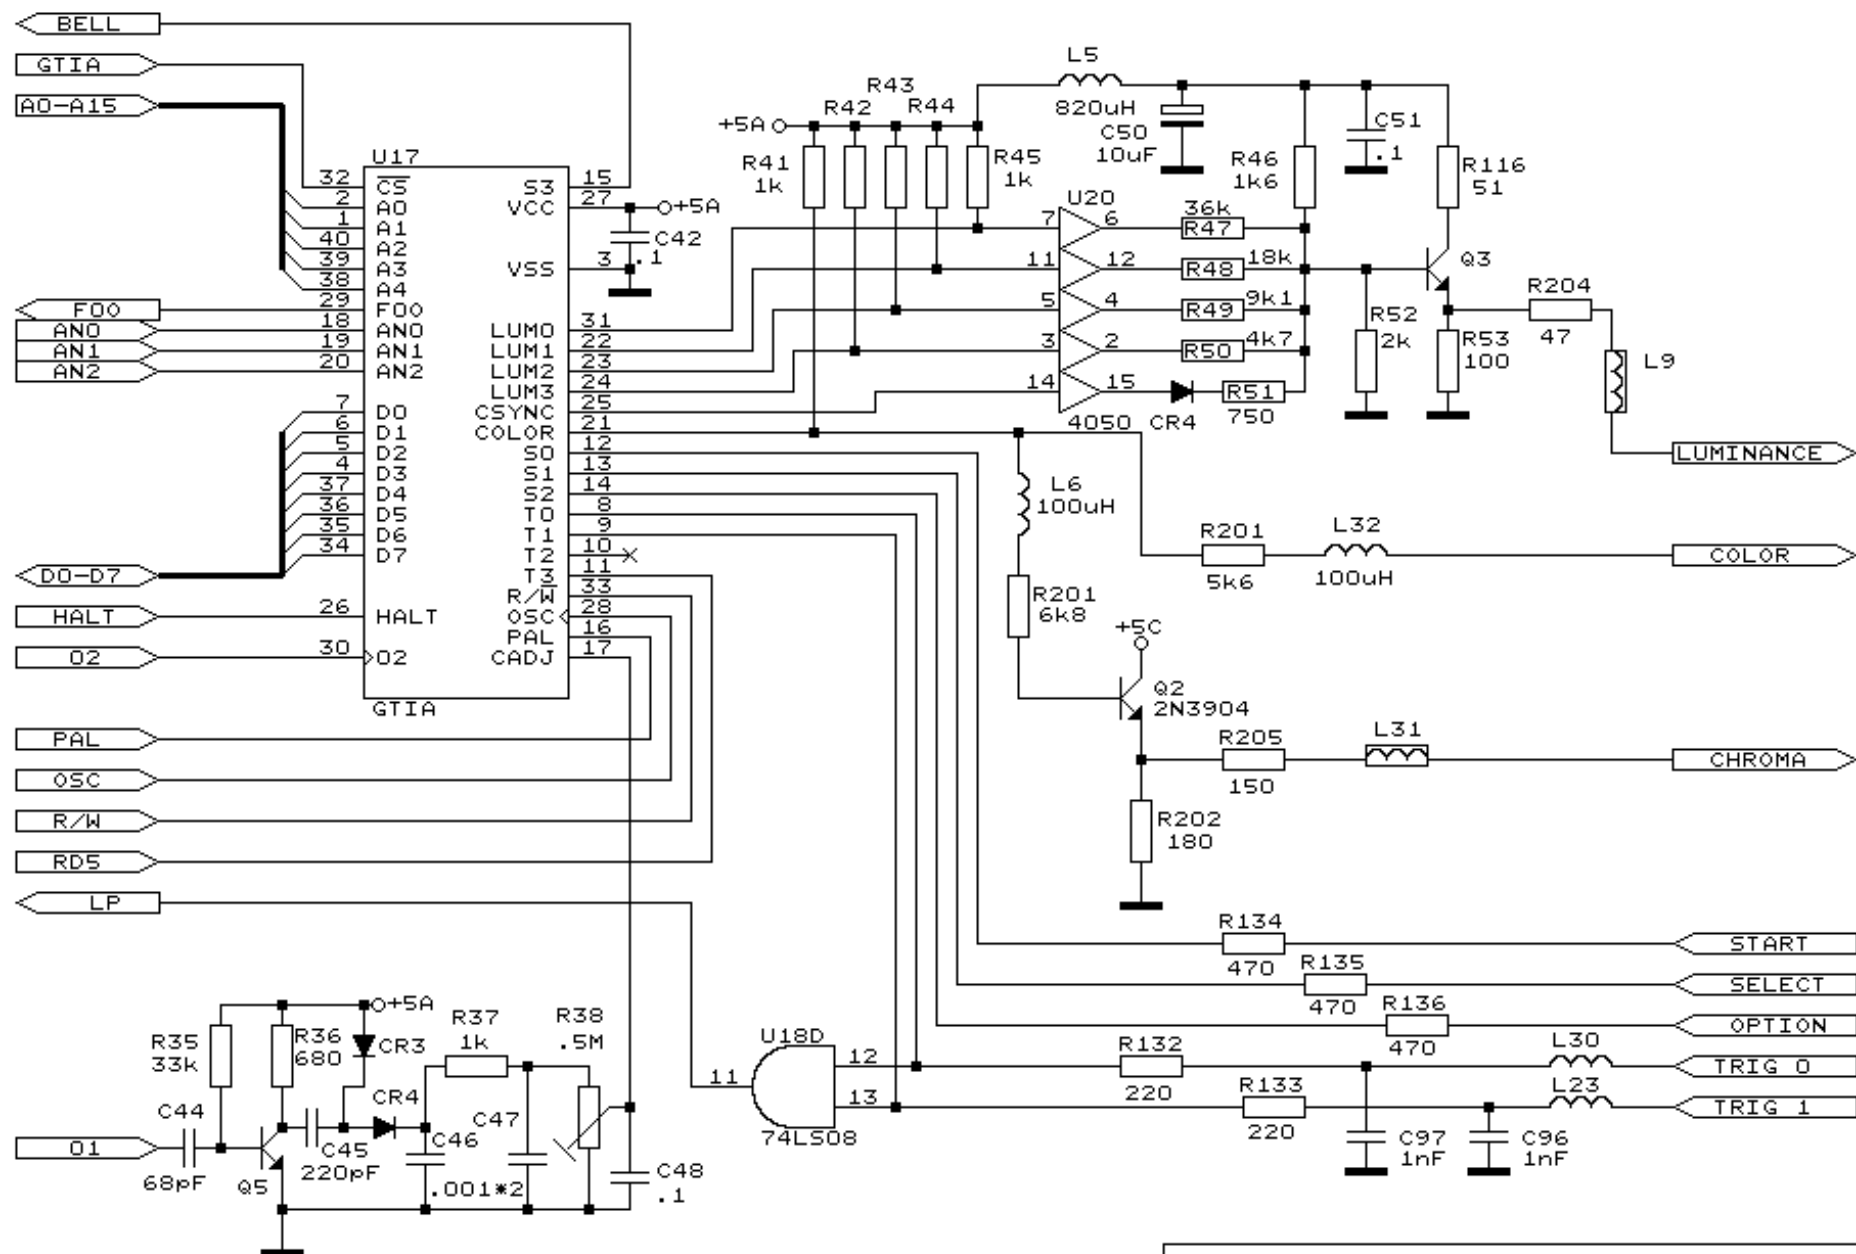 BELL
GTIA
A0-A15
F00
AN0
AN1
AN2
D0-D7
HALT
O2
PAL
OSC
R/W
RD5
LP
O1
U17
32 CS S3 15
2 A0 VCC 27
1 A1
40 A2
39 A3 VSS 3
38 A4
29 F00
18 AN0 LUM0 31
19 AN1 LUM1 22
20 AN2 LUM2 23
LUM3 24
7 D0 CSYNC 25
6 D1 COLOR 21
5 D2 S0 12
4 D3 S1 13
37 D4 S2 14
36 D5 T0 8
35 D6 T1 9
34 D7 T2 10
T3 11
R/W 33
26 HALT OSC 28
PAL 16
30 O2 CADJ 17
GTIA
+5A
C42
.1
+5A
R41
1k
R42
R43
R44
R45
1k
L5
820uH
C50
10uF
R46
1k6
C51
.1
R116
51
U20
7 6
11 12
5 4
3 2
14 15
4050
36k
R47
R48 18k
R49 9k1
R50 4k7
CR4
R51
750
R52
2k
Q3
R53
100
R204
47
L9
LUMINANCE
L6
100uH
R201
6k8
R201
5k6
L32
100uH
COLOR
+5C
Q2
2N3904
R205
150
L31
CHROMA
R202
180
R134
470
START
R135
470
SELECT
R136
470
OPTION
R132
220
L30
TRIG 0
R133
220
L23
TRIG 1
C97
1nF
C96
1nF
U18D
11
12
13
74LS08
+5A
R35
33k
R36
680
CR3
R37
1k
R38
.5M
C44
68pF
Q5
C45
220pF
CR4
C46
C47
.001*2
C48
.1